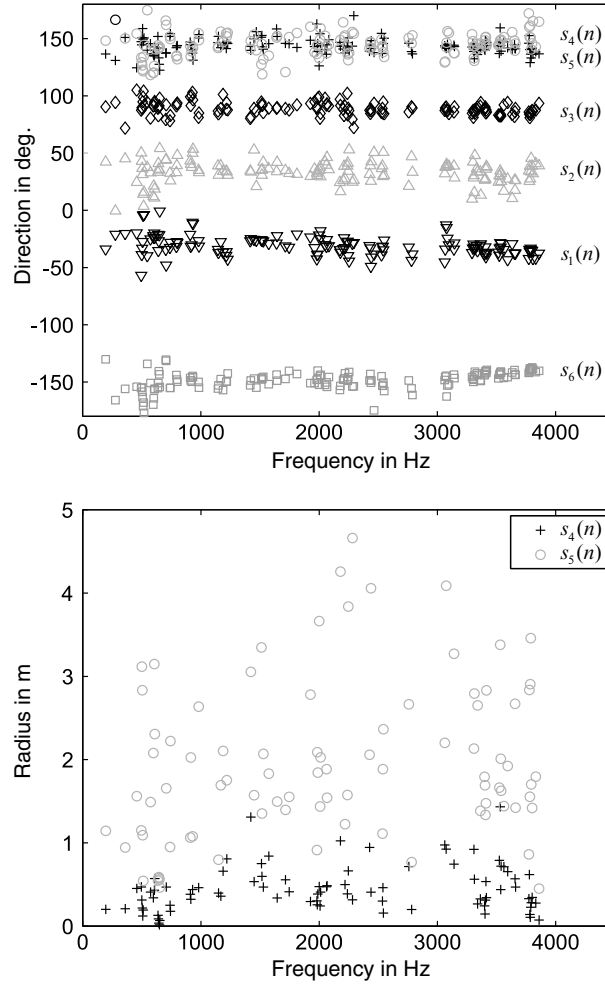 150
100
50
0
-50
-100
-150
Direction in deg.
s4(n)
s5(n)
s3(n)
s2(n)
s1(n)
s6(n)
0 1000 2000 3000 4000
Frequency in Hz
5
4
3
2
1
0
Radius in m
s4(n)
s5(n)
0 1000 2000 3000 4000
Frequency in Hz